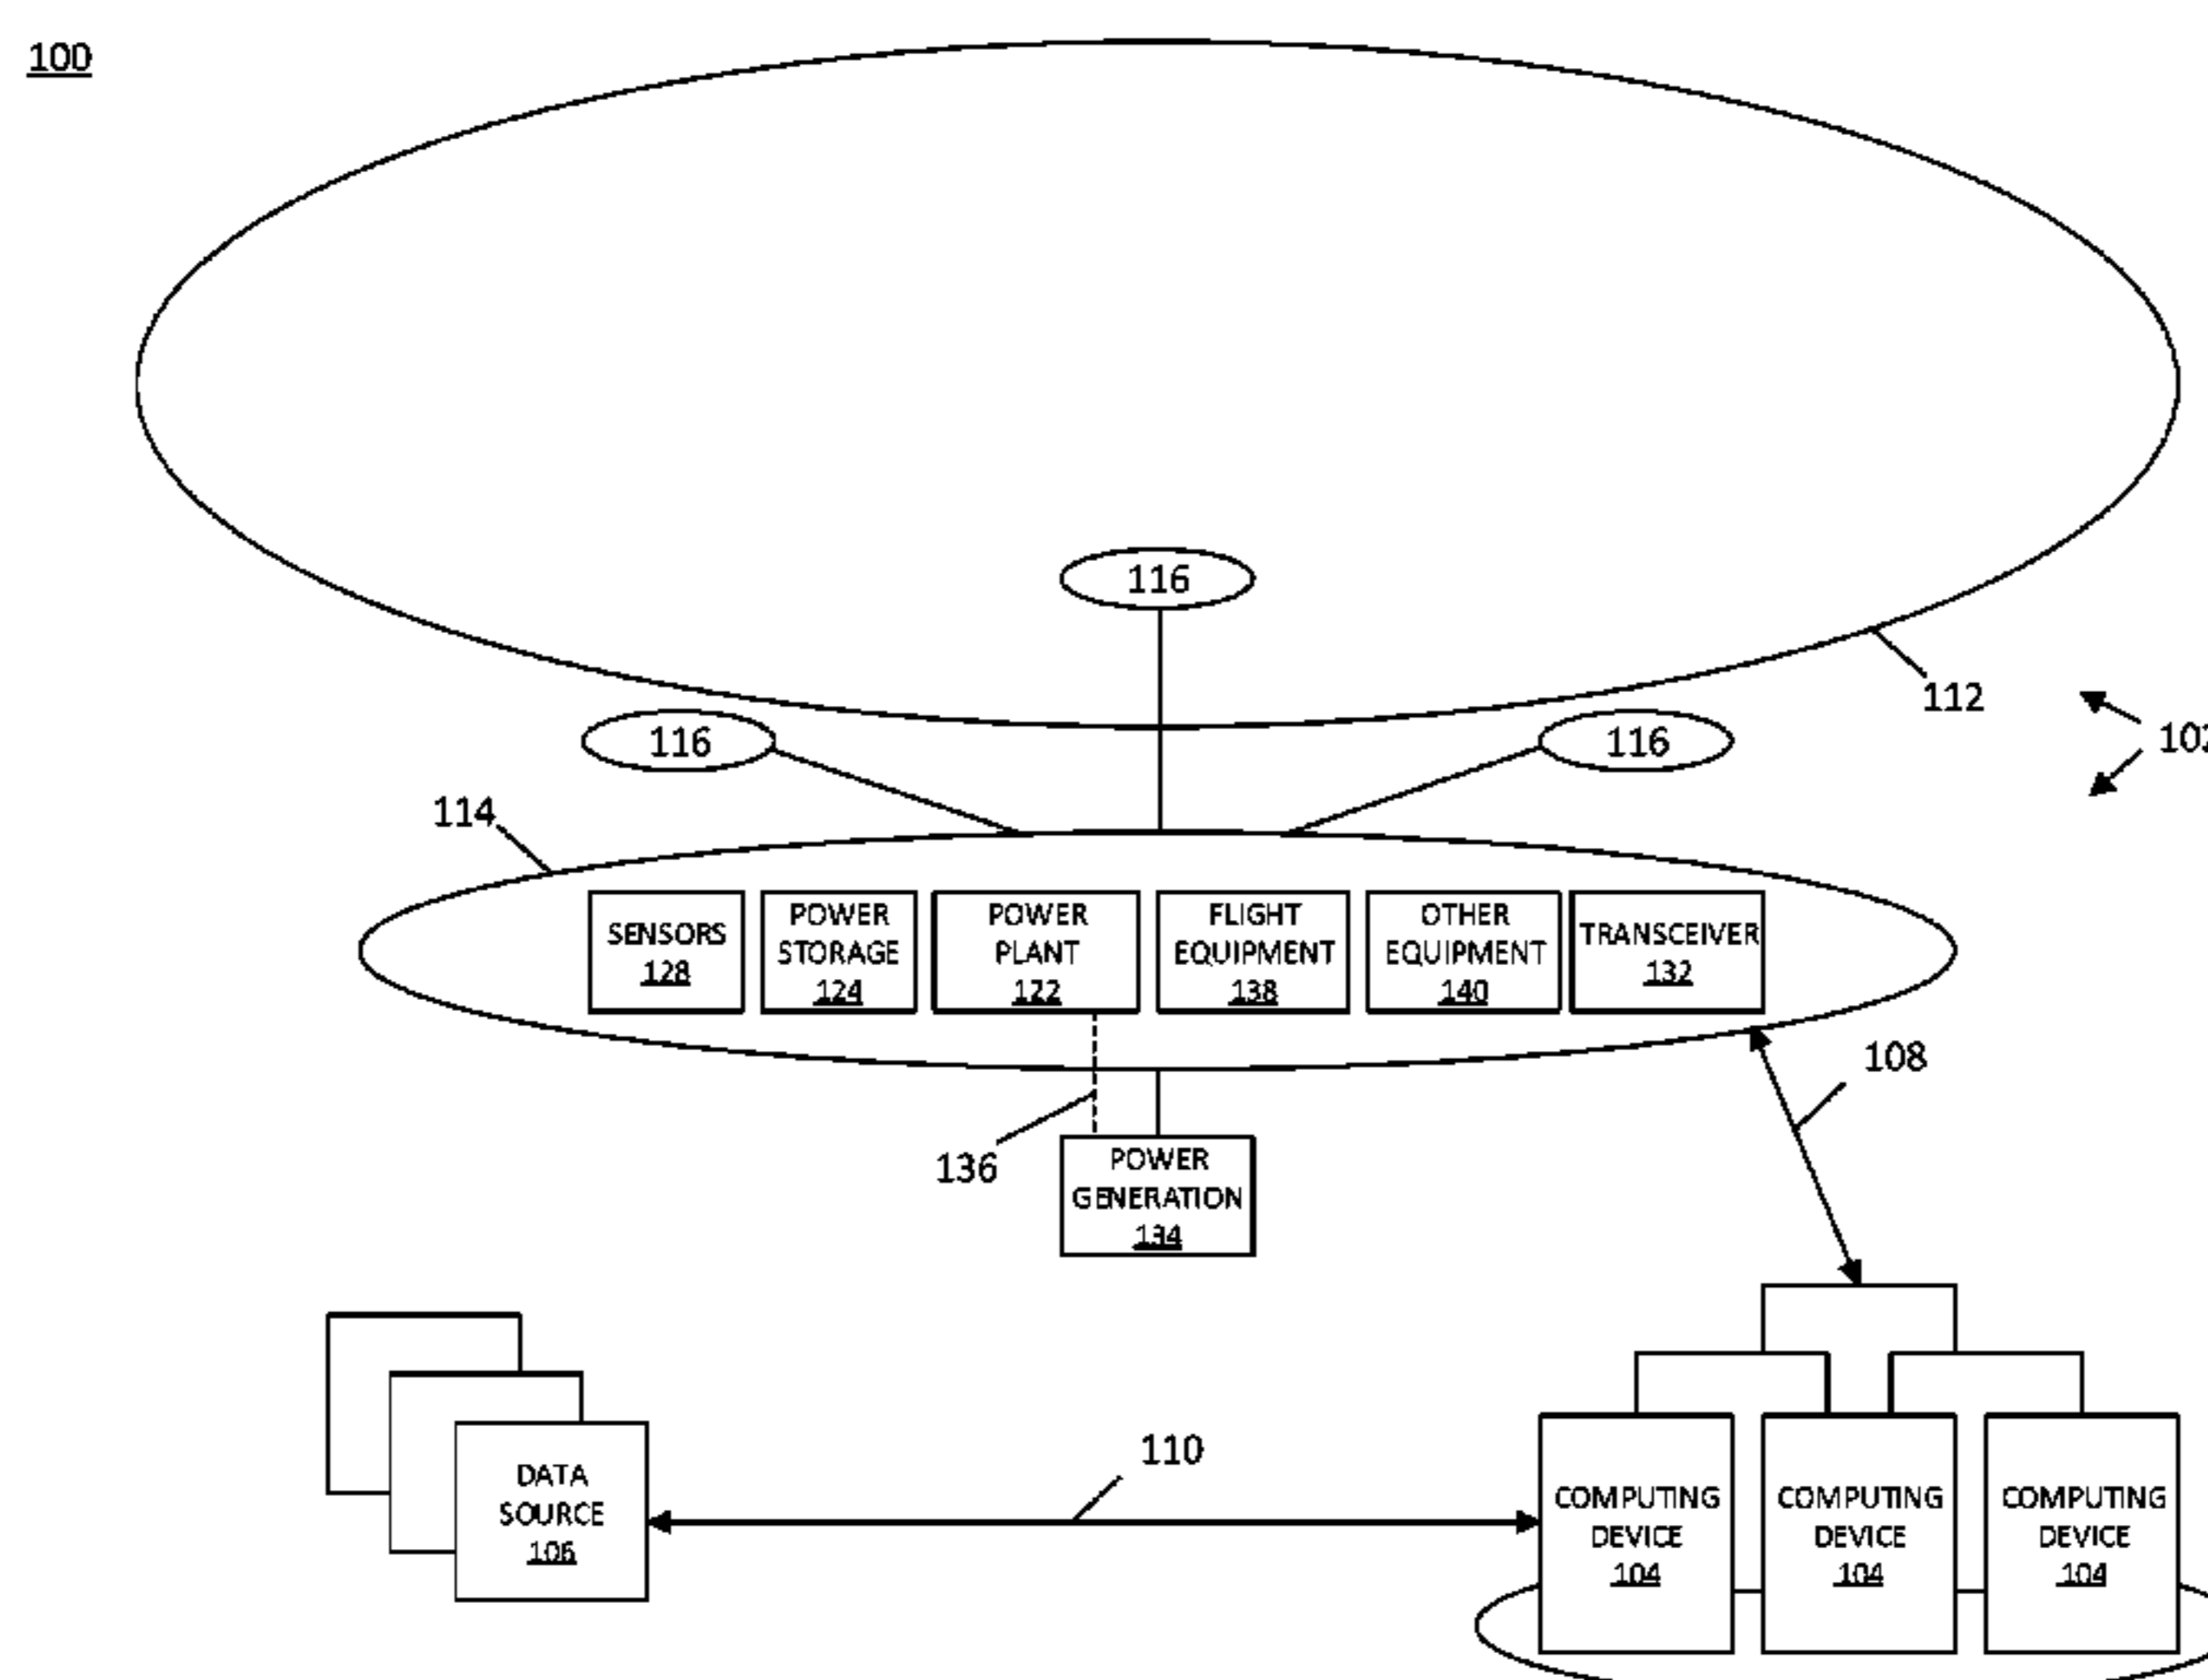 100
116
112
116
116
102
114
SENSORS
128
POWER
STORAGE
124
POWER
PLANT
122
FLIGHT
EQUIPMENT
138
OTHER
EQUIPMENT
140
TRANSCEIVER
132
108
136
POWER
GENERATION
134
110
DATA
SOURCE
106
COMPUTING
DEVICE
104
COMPUTING
DEVICE
104
COMPUTING
DEVICE
104